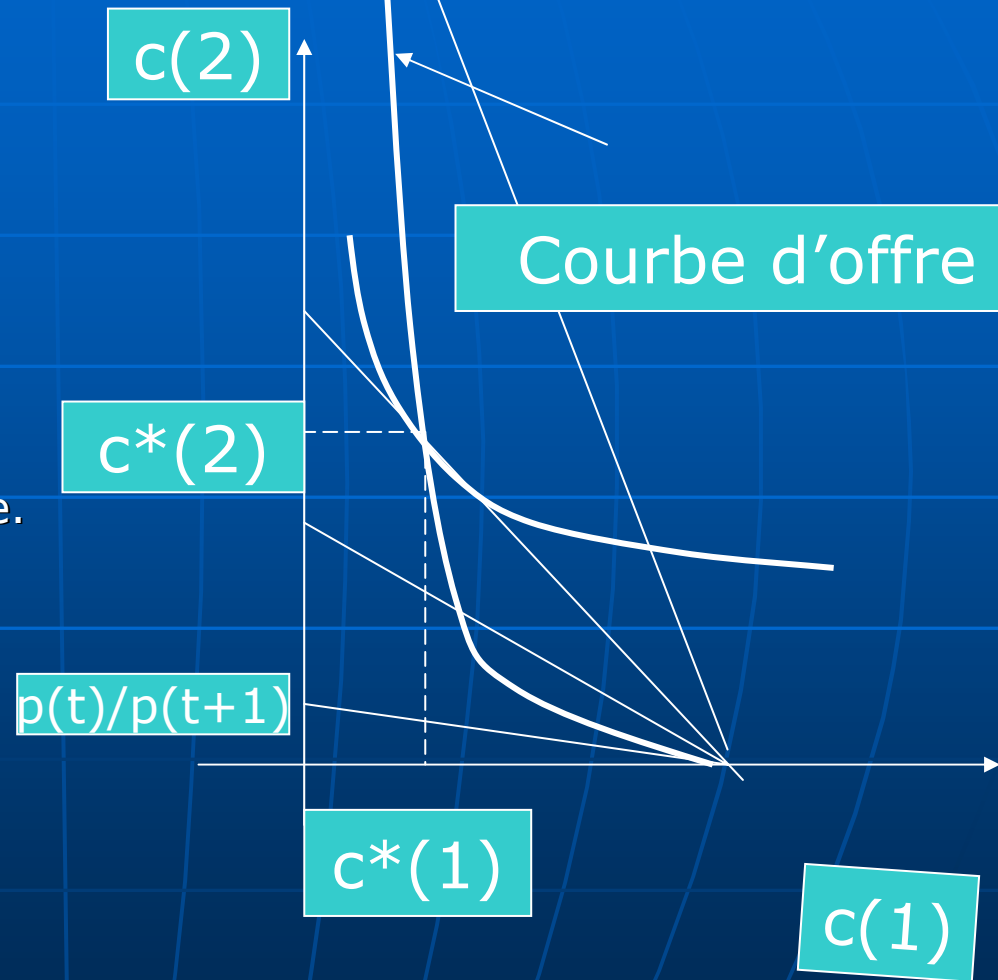 c(2)
Courbe d’offre
c*(2)
e.
p(t)/p(t+1)
c*(1)
c(1)